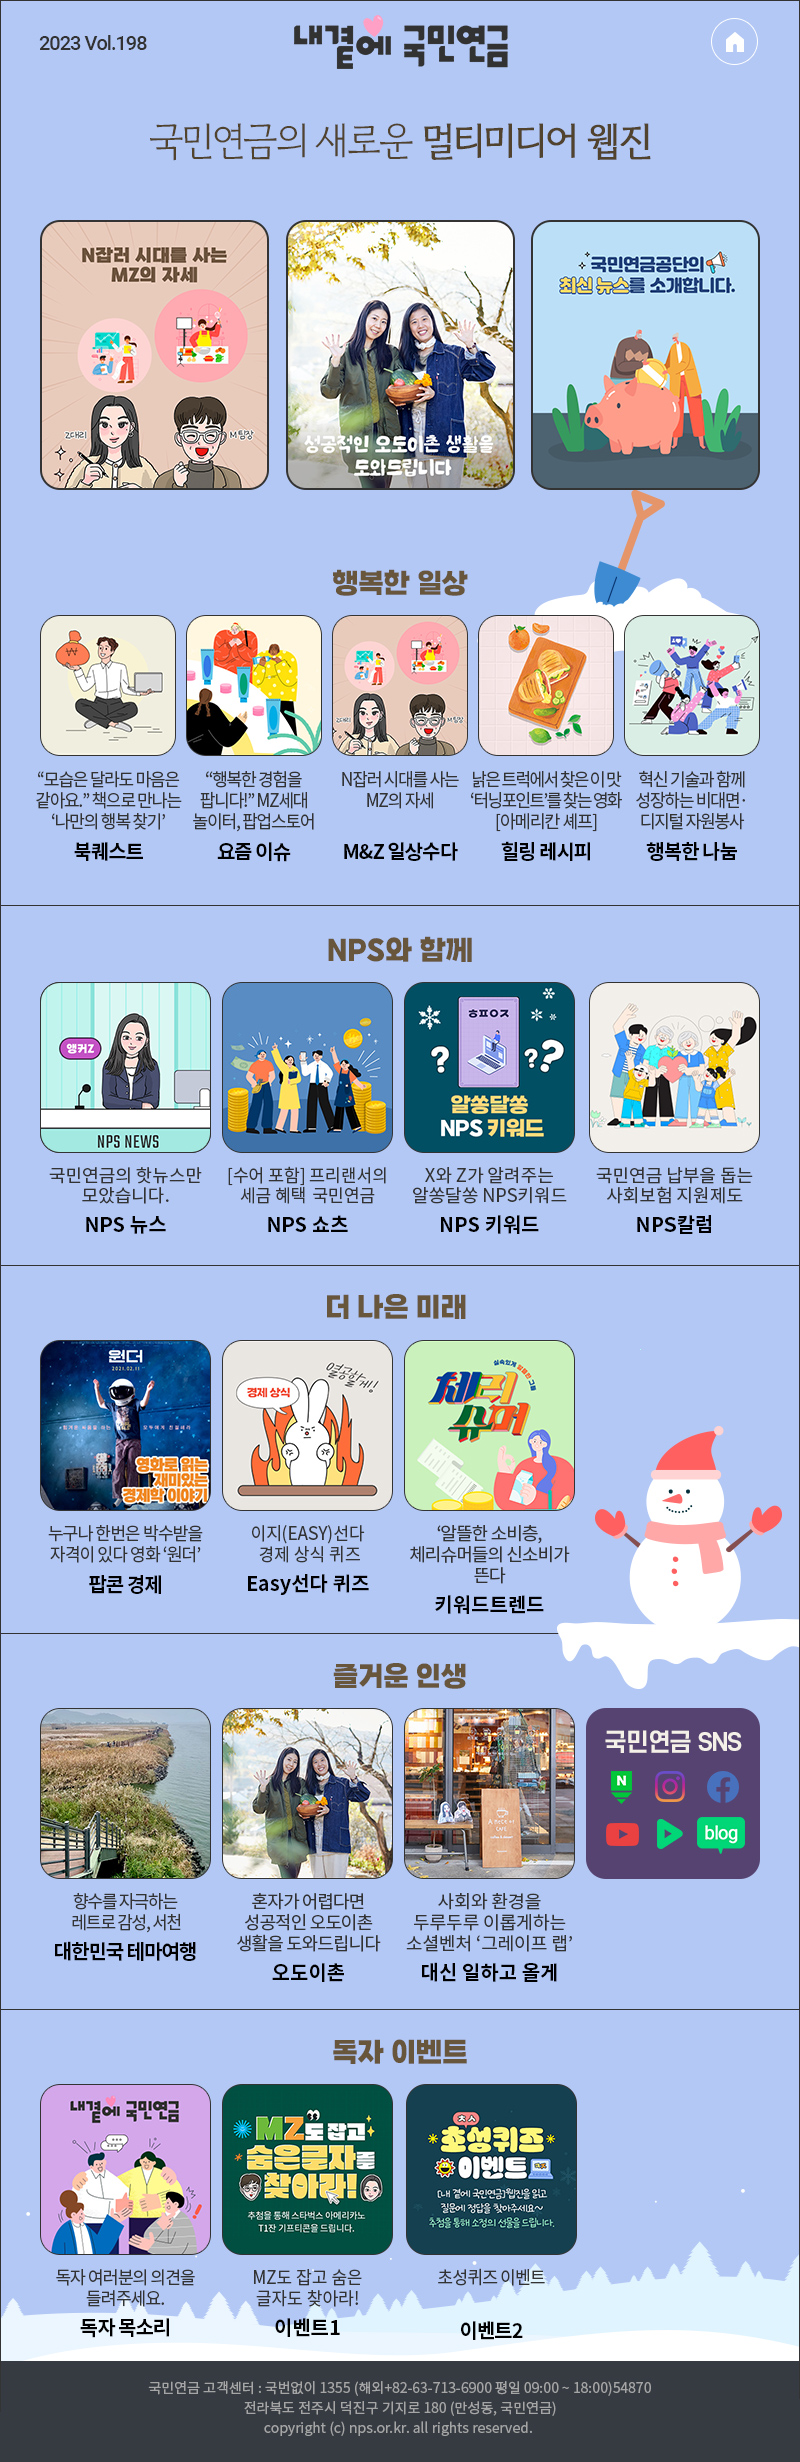 2023 Vol.198
내곁에 국민연금
국민연금의 새로운 멀티미디어 웹진
N잡러 시대를 사는
MZ의 자세
Z대리
M팀장
성공적인 오도이촌 생활을
도와드립니다
국민연금공단의
최신 뉴스를 소개합니다.
행복한 일상
Z대리
M팀장
“모습은 달라도 마음은
같아요.” 책으로 만나는
‘나만의 행복 찾기’
북퀘스트
“행복한 경험을
팝니다!” MZ세대
놀이터, 팝업스토어
요즘 이슈
N잡러 시대를 사는
MZ의 자세
M&Z 일상수다
낡은 트럭에서 찾은 이 맛
‘터닝포인트’를 찾는 영화
[아메리칸 셰프]
힐링 레시피
혁신 기술과 함께
성장하는 비대면·
디지털 자원봉사
행복한 나눔
NPS와 함께
앵커Z
NPS NEWS
ㅎㅍㅇㅈ
알쏭달쏭
NPS 키워드
국민연금의 핫뉴스만
모았습니다.
NPS 뉴스
[수어 포함] 프리랜서의
세금 혜택 국민연금
NPS 쇼츠
X와 Z가 알려주는
알쏭달쏭 NPS키워드
NPS 키워드
국민연금 납부을 돕는
사회보험 지원제도
NPS칼럼
더 나은 미래
원더
2021.02.11
영화로 읽는
재미있는
경제학 이야기
경제 상식
열공할게!
실속있게 알뜰한 그들
체리
슈머
누구나 한번은 박수받을
자격이 있다 영화 ‘원더’
팝콘 경제
이지(EASY)선다
경제 상식 퀴즈
Easy선다 퀴즈
‘알뜰한 소비층,
체리슈머들의 신소비가
뜬다
키워드트렌드
즐거운 인생
국민연금 SNS
N
blog
향수를 자극하는
레트로 감성, 서천
대한민국 테마여행
혼자가 어렵다면
성공적인 오도이촌
생활을 도와드립니다
오도이촌
사회와 환경을
두루두루 이롭게하는
소셜벤처 ‘그레이프 랩’
대신 일하고 올게
독자 이벤트
내곁에 국민연금
MZ도 잡고
숨은글자를
찾아라!
추첨을 통해 스타벅스 아메리카노
T1잔 기프티콘을 드립니다.
ㅊㅅ
초성퀴즈
이벤트
[내 곁에 국민연금]웹진을 읽고
질문에 정답을 찾아주세요~
추첨을 통해 소정의 선물을 드립니다.
독자 여러분의 의견을
들려주세요.
독자 목소리
MZ도 잡고 숨은
글자도 찾아라!
이벤트1
초성퀴즈 이벤트
이벤트2
국민연금 고객센터 : 국번없이 1355 (해외+82-63-713-6900 평일 09:00 ~ 18:00)54870
전라북도 전주시 덕진구 기지로 180 (만성동, 국민연금)
copyright (c) nps.or.kr. all rights reserved.